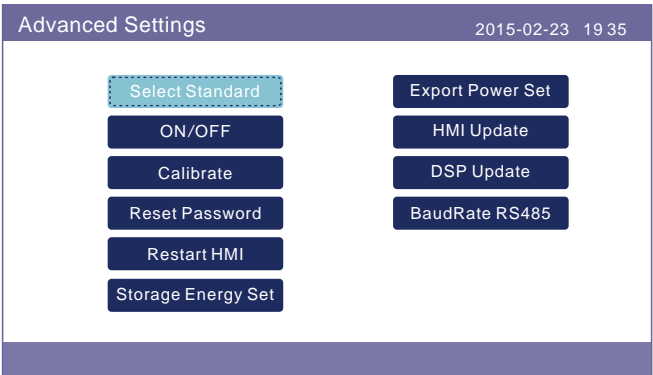 Advanced Settings
2015-02-23 19 35
Select Standard
ON/OFF
Calibrate
Reset Password
Restart HMI
Storage Energy Set
Export Power Set
HMI Update
DSP Update
BaudRate RS485